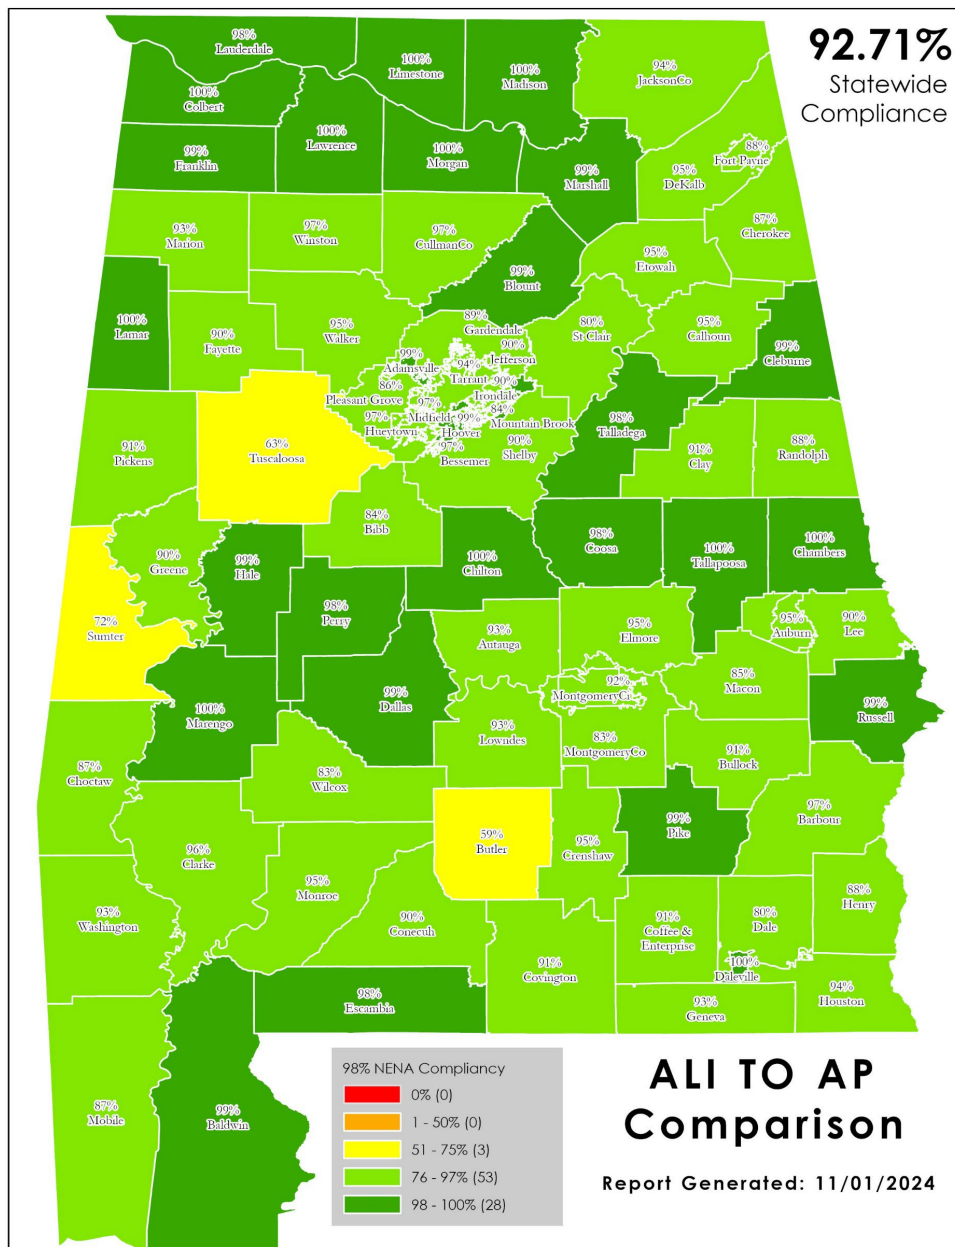 92.71%
Statewide
Compliance
98%
Lauderdale
100%
Limestone
100%
Madison
94%
JacksonCo
100%
Colbert
100%
Lawrence
99%
Franklin
100%
Morgan
99%
Marshall
88%
Fort Payne
95%
DeKalb
87%
Cherokee
93%
Marion
97%
Winston
97%
CullmanCo
95%
Etowah
99%
Blount
100%
Lamar
90%
Fayette
95%
Walker
89%
Gardendale
80%
St Clair
95%
Calhoun
99%
Cleburne
90%
Jefferson
99%
Adamsville
94%
Tarrant
86%
Pleasant Grove
90%
Irondale
97%
Midfield
99%
Hoover
84%
Mountain Brook
97%
Hueytown
97%
Bessemer
90%
Shelby
98%
Talladega
91%
Pickens
63%
Tuscaloosa
91%
Clay
88%
Randolph
84%
Bibb
90%
Greene
99%
Hale
100%
Chilton
98%
Coosa
100%
Tallapoosa
100%
Chambers
72%
Sumter
98%
Perry
93%
Autauga
95%
Elmore
95%
Auburn
90%
Lee
99%
Dallas
92%
MontgomeryCi
85%
Macon
99%
Russell
100%
Marengo
93%
Lowndes
83%
MontgomeryCo
91%
Bullock
87%
Choctaw
83%
Wilcox
97%
Barbour
99%
Pike
59%
Butler
95%
Crenshaw
96%
Clarke
95%
Monroe
88%
Henry
93%
Washington
90%
Conecuh
91%
Coffee &
Enterprise
80%
Dale
91%
Covington
100%
Daleville
94%
Houston
93%
Geneva
98%
Escambia
87%
Mobile
99%
Baldwin
98% NENA Compliancy
0% (0)
1 - 50% (0)
51 - 75% (3)
76 - 97% (53)
98 - 100% (28)
ALI TO AP
Comparison
Report Generated: 11/01/2024